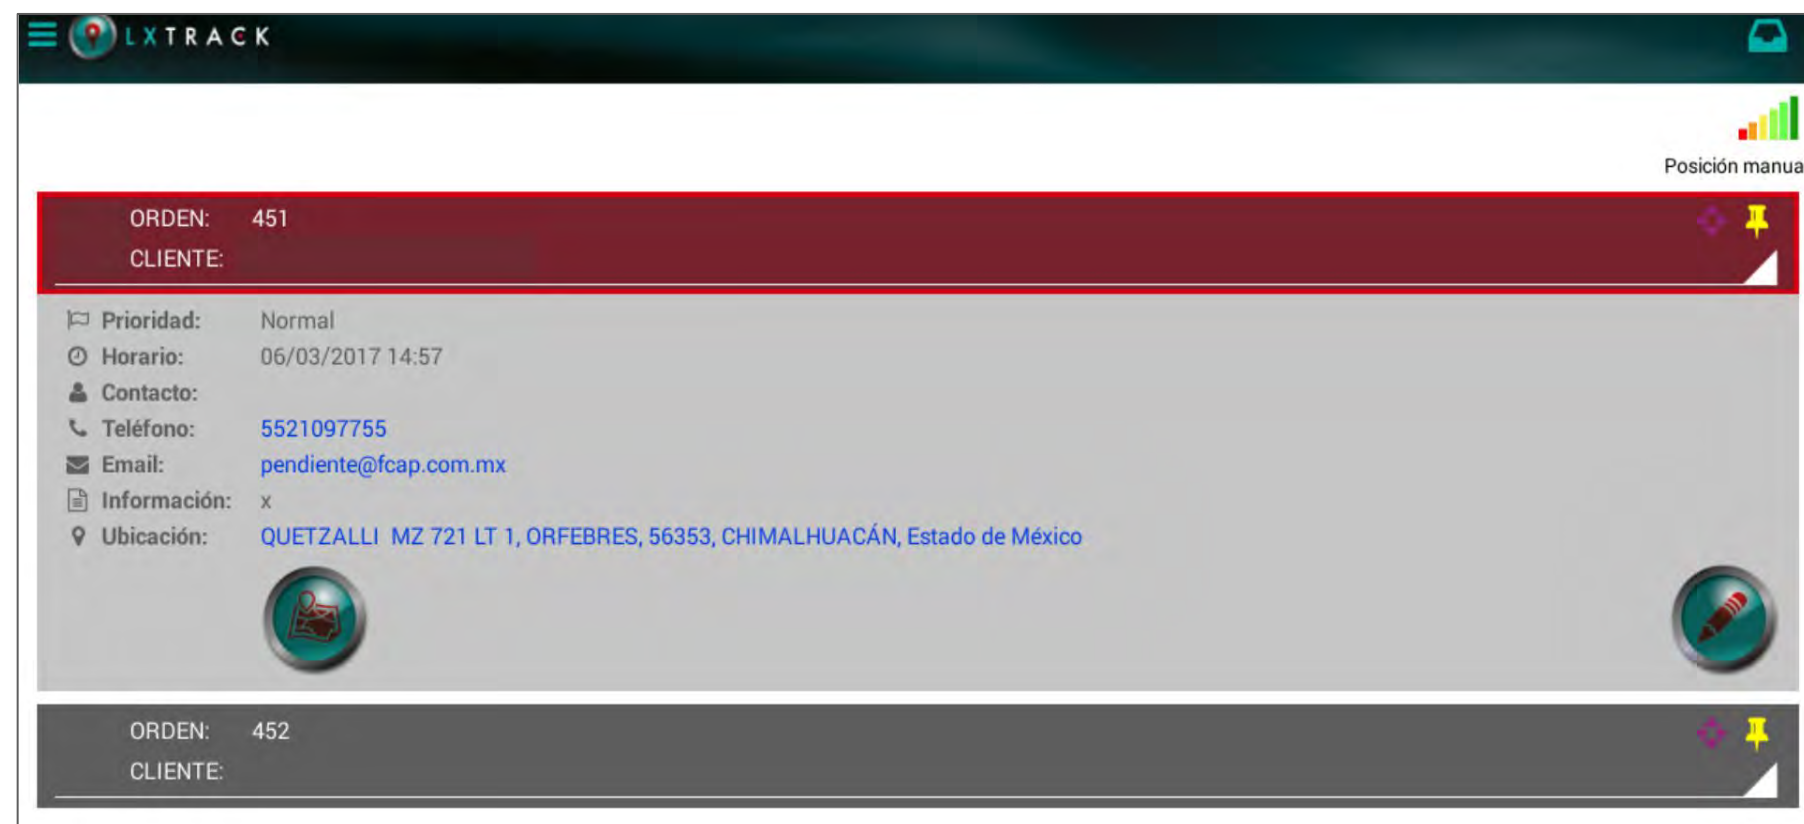 LXTRACK
Posición manua
ORDEN: 451
CLIENTE:
Prioridad: Normal
Horario: 06/03/2017 14:57
Contacto:
Teléfono: 5521097755
Email: pendiente@fcap.com.mx
Información: x
Ubicación: QUETZALLI MZ 721 LT 1, ORFEBRES, 56353, CHIMALHUACÁN, Estado de México
ORDEN: 452
CLIENTE: